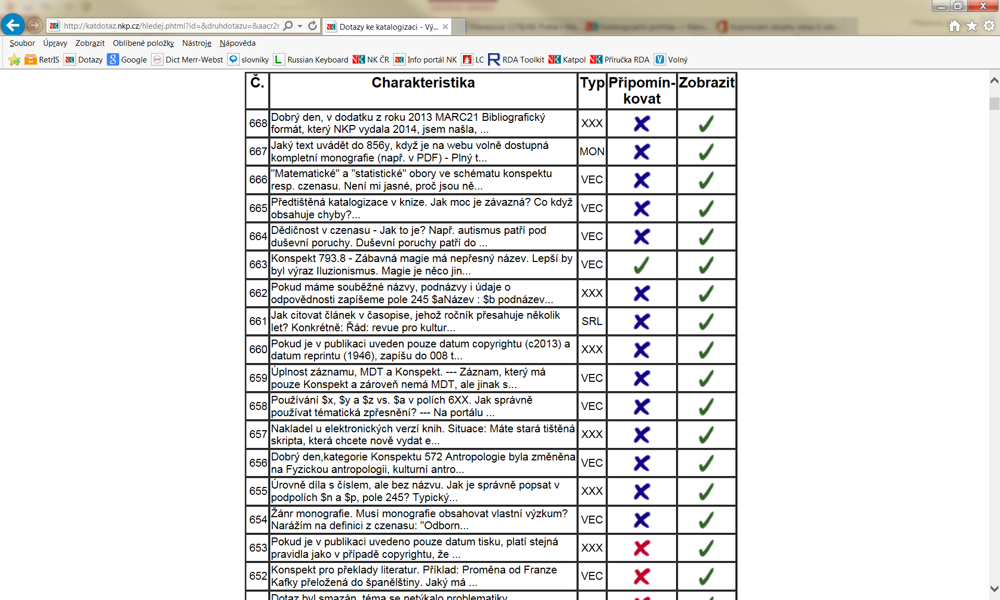 http://katdotaz.nkp.cz/hledej.phtml?id=&druhdotazu=&aacr2r
Dotazy ke katalogizaci - Vý...
Soubor Úpravy Zobrazit Oblíbené položky Nástroje Nápověda
RetrIS Dotazy Google Dict Merr-Webst slovníky Russian Keyboard NK ČR Info portál NK LC RDA Toolkit Katpol Příručka RDA Volný
Č. Charakteristika Typ Připomín- Zobrazit
kovat
668 Dobrý den, v dodatku z roku 2013 MARC21 Bibliografický XXX
formát, který NKP vydala 2014, jsem našla, ...
667 Jaký text uvádět do 856y, když je na webu volně dostupná MON
kompletní monografie (např. v PDF) - Plný t...
666 "Matematické" a "statistické" obory ve schématu konspektu VEC
resp. czenasu. Není mi jasné, proč jsou ně...
665 Předtištěná katalogizace v knize. Jak moc je závazná? Co když VEC
obsahuje chyby?...
664 Dědičnost v czenasu - Jak to je? Např. autismus patří pod VEC
duševní poruchy. Duševní poruchy patří do ...
663 Konspekt 793.8 - Zábavná magie má nepřesný název. Lepší by VEC
byl výraz Iluzionismus. Magie je něco jin...
662 Pokud máme souběžné názvy, podnázvy i údaje o XXX
odpovědnosti zapíšeme pole 245 $aNázev : $b podnázev...
661 Jak citovat článek v časopise, jehož ročník přesahuje několik SRL
let? Konkrétně: Řád: revue pro kultur...
660 Pokud je v publikaci uveden pouze datum copyrightu (c2013) a XXX
datum reprintu (1946), zapíšu do 008 t...
659 Úplnost záznamu, MDT a Konspekt. --- Záznam, který má VEC
pouze Konspekt a zároveň nemá MDT, ale jinak s...
658 Používání $x, $y a $z vs. $a v polích 6XX. Jak správně VEC
používat tématická zpřesnění? --- Na portálu ...
657 Nakladel u elektronických verzí knih. Situace: Máte stará tištěná XXX
skripta, která chcete nově vydat e...
656 Dobrý den,kategorie Konspektu 572 Antropologie byla změněna VEC
na Fyzickou antropologii, kulturní antro...
655 Úrovně díla s číslem, ale bez názvu. Jak je správně popsat v XXX
podpolích $n a $p, pole 245? Typický...
654 Žánr monografie. Musí monografie obsahovat vlastní výzkum? VEC
Narážím na definici z czenasu: "Odborn...
653 Pokud je v publikaci uvedeno pouze datum tisku, platí stejná XXX
pravidla jako v případě copyrightu, že ...
652 Konspekt pro překlady literatur. Příklad: Proměna od Franze VEC
Kafky přeložená do španělštiny. Jaký má ...
Dotaz byl smazán, téma se netýkalo problematiky